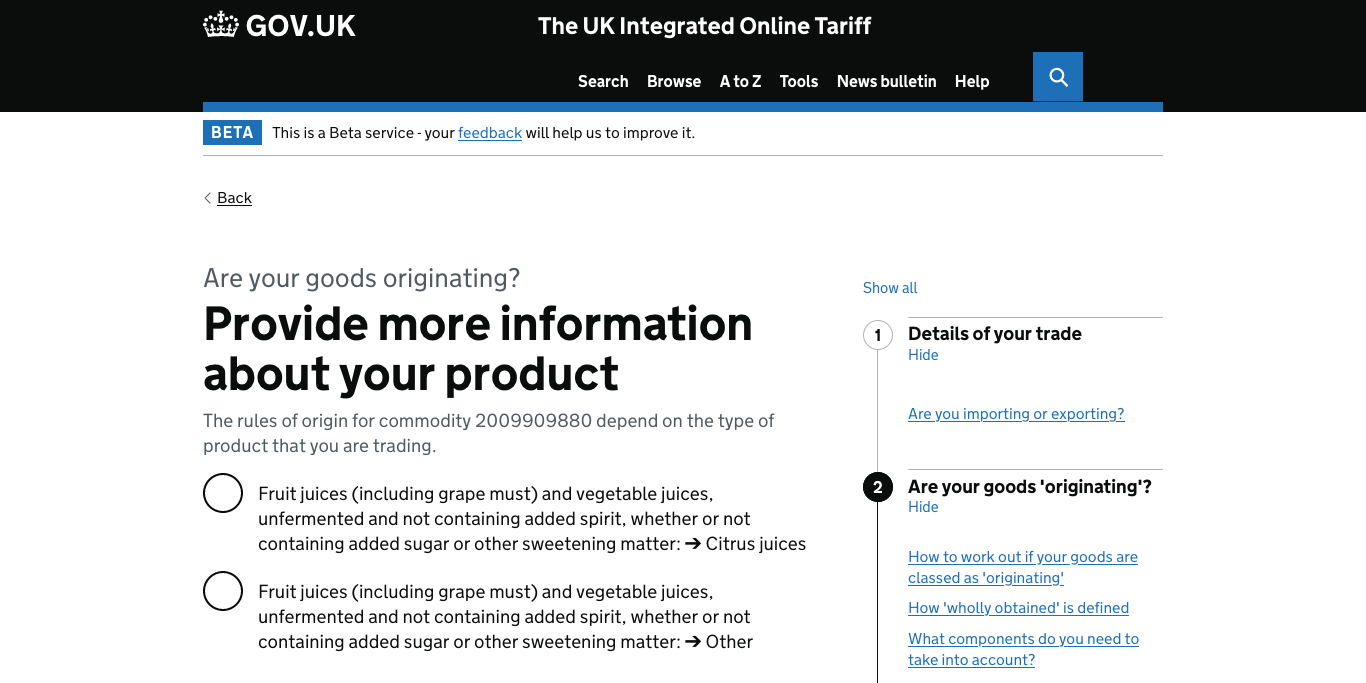 GOV.UK
The UK Integrated Online Tariff
Search Browse A to Z Tools News bulletin Help
BETA This is a Beta service - your feedback will help us to improve it.
Back
Are your goods originating?
Provide more information
about your product
The rules of origin for commodity 2009909880 depend on the type of
product that you are trading.
Fruit juices (including grape must) and vegetable juices,
unfermented and not containing added spirit, whether or not
containing added sugar or other sweetening matter: ➔ Citrus juices
Fruit juices (including grape must) and vegetable juices,
unfermented and not containing added spirit, whether or not
containing added sugar or other sweetening matter: ➔ Other
Show all
1 Details of your trade
Hide
Are you importing or exporting?
2 Are your goods 'originating'?
Hide
How to work out if your goods are
classed as 'originating'
How 'wholly obtained' is defined
What components do you need to
take into account?